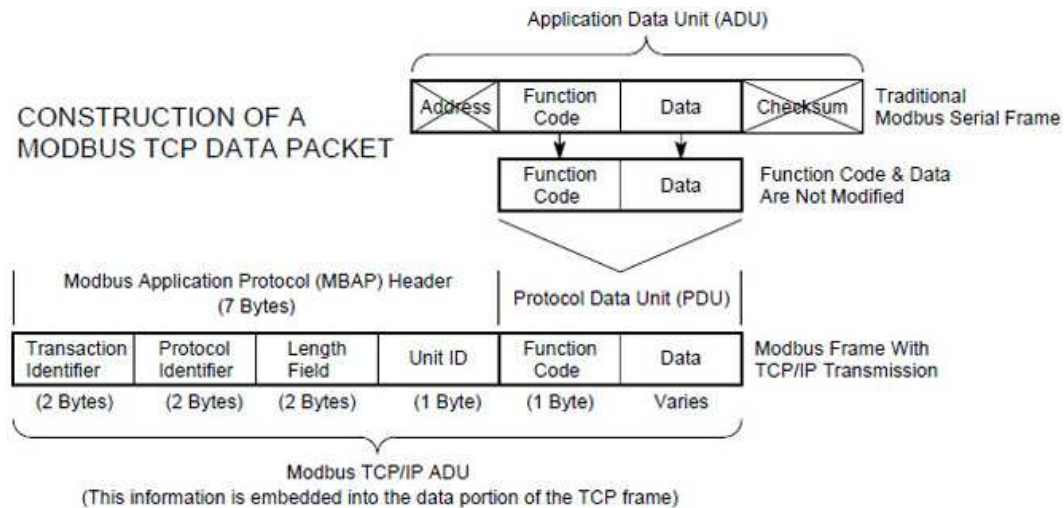 Application Data Unit (ADU)
CONSTRUCTION OF A
MODBUS TCP DATA PACKET
Address
Function
Code
Data
Checksum
Traditional
Modbus Serial Frame
Function
Code
Data
Function Code & Data
Are Not Modified
Modbus Application Protocol (MBAP) Header
(7 Bytes)
Protocol Data Unit (PDU)
Transaction
Identifier
Protocol
Identifier
Length
Field
Unit ID
Function
Code
Data
Modbus Frame With
TCP/IP Transmission
(2 Bytes)
(2 Bytes)
(2 Bytes)
(1 Byte)
(1 Byte)
Varies
Modbus TCP/IP ADU
(This information is embedded into the data portion of the TCP frame)